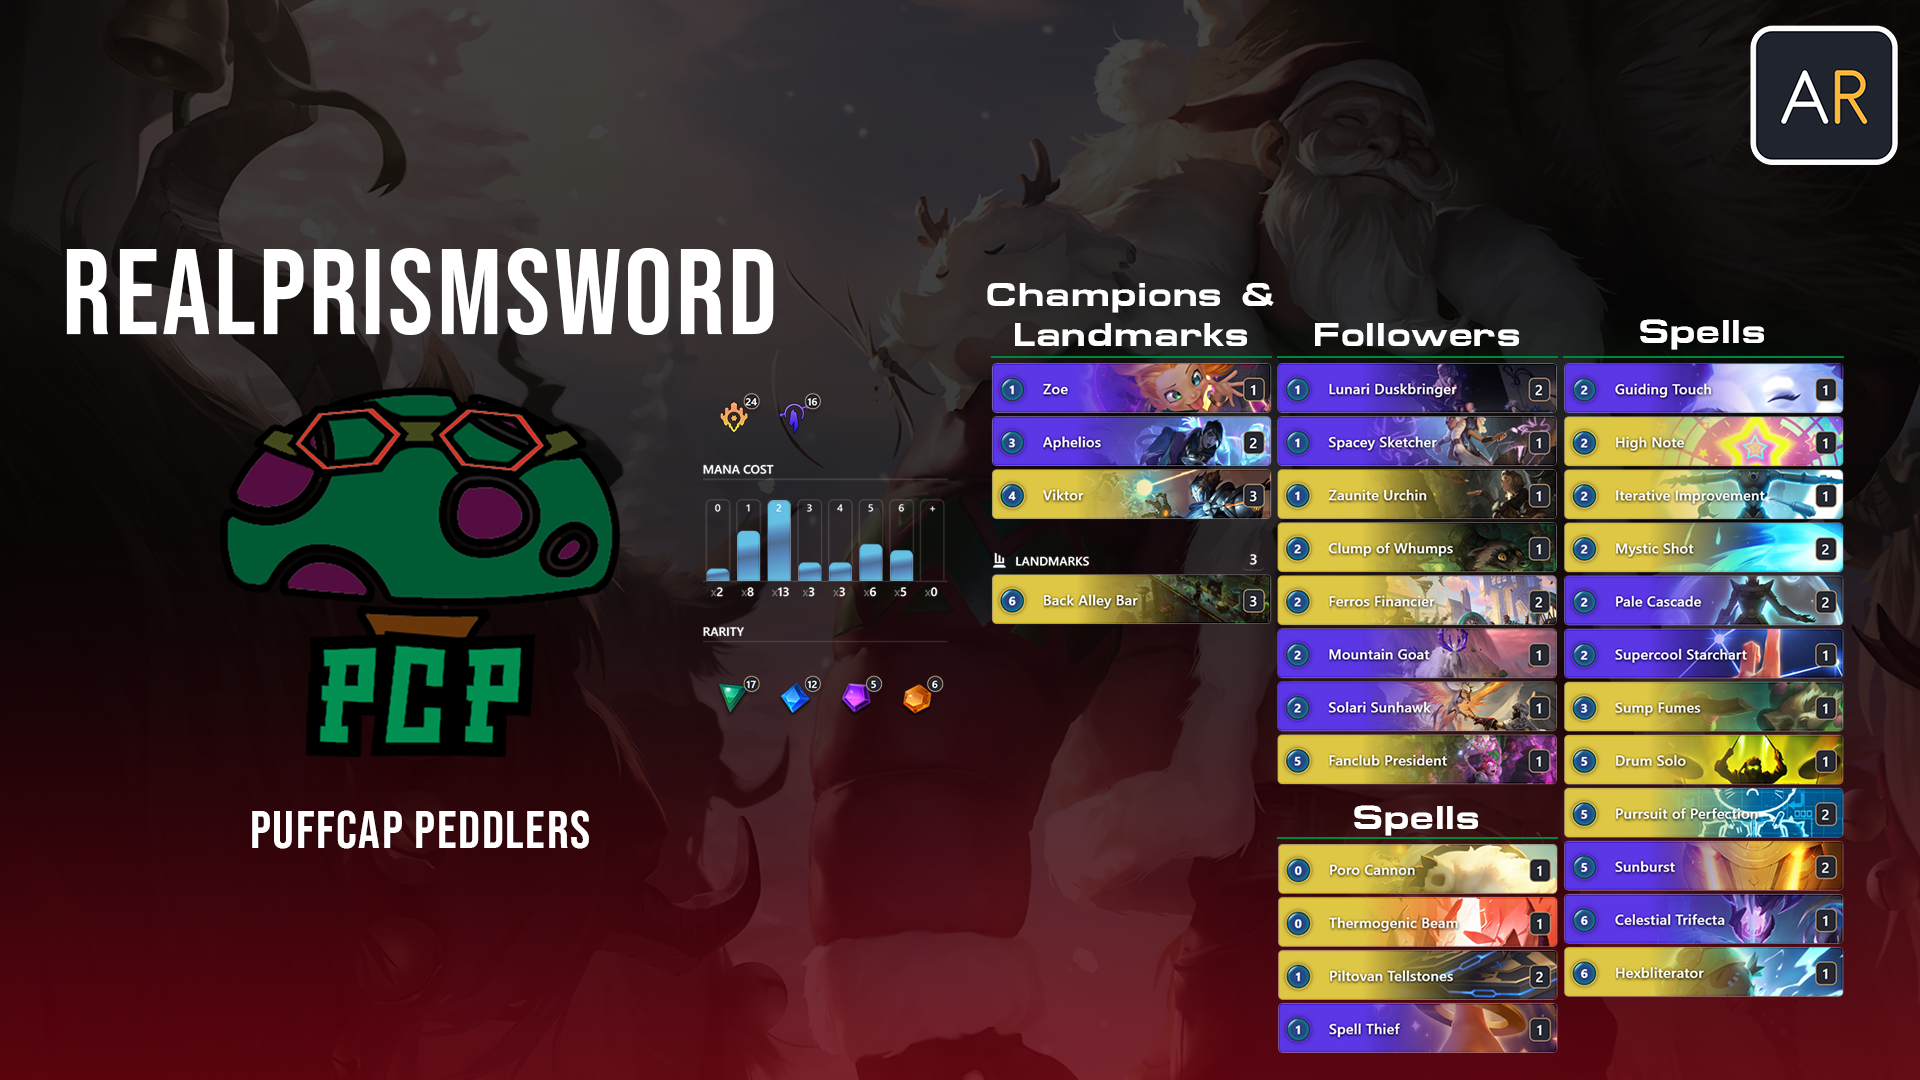 AR
REALPRISMSWORD
PCP
PUFFCAP PEDDLERS
24 16
MANA COST
0 1 2 3 4 5 6 +
x2 x8 x13 x3 x3 x6 x5 x0
RARITY
17 12 5 6
Champions &
Landmarks
1 Zoe 1
3 Aphelios 2
4 Viktor 3
LANDMARKS 3
6 Back Alley Bar 3
Followers
1 Lunari Duskbringer 2
1 Spacey Sketcher 1
1 Zaunite Urchin 1
2 Clump of Whumps 1
2 Ferros Financier 2
2 Mountain Goat 1
2 Solari Sunhawk 1
5 Fanclub President 1
Spells
0 Poro Cannon 1
0 Thermogenic Beam 1
1 Piltovan Tellstones 2
1 Spell Thief 1
Spells
2 Guiding Touch 1
2 High Note 1
2 Iterative Improvement 1
2 Mystic Shot 2
2 Pale Cascade 2
2 Supercool Starchart 1
3 Sump Fumes 1
5 Drum Solo 1
5 Purrsuit of Perfection 2
5 Sunburst 2
6 Celestial Trifecta 1
6 Hexbliterator 1